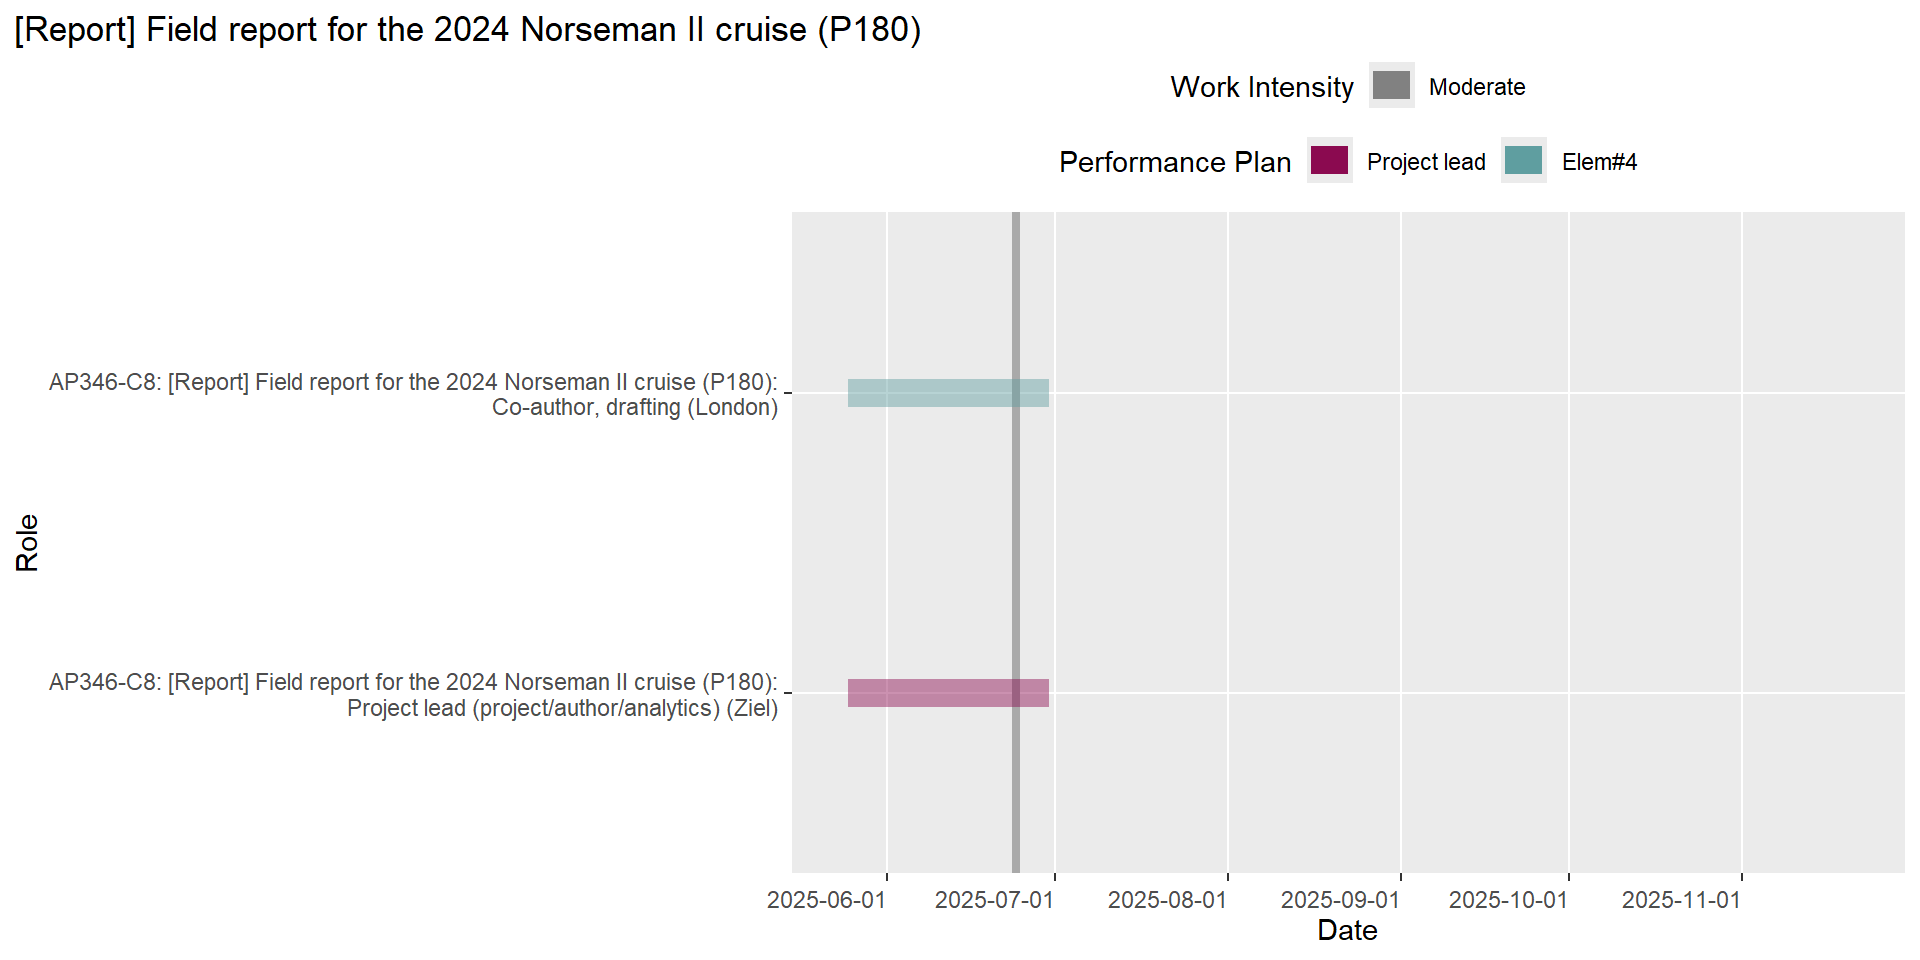 [Report] Field report for the 2024 Norseman II cruise (P180)
Work Intensity Moderate
Performance Plan Project lead Elem#4
AP346-C8: [Report] Field report for the 2024 Norseman II cruise (P180):
Co-author, drafting (London)
Role
AP346-C8: [Report] Field report for the 2024 Norseman II cruise (P180):
Project lead (project/author/analytics) (Ziel)
2025-06-01 2025-07-01 2025-08-01 2025-09-01 2025-10-01 2025-11-01
Date